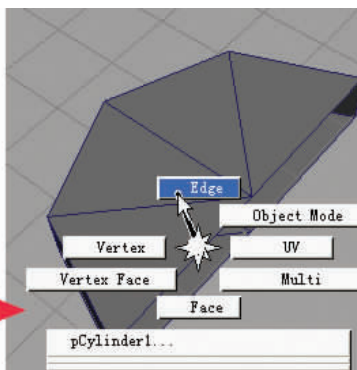 Edge
Object Mode
Vertex
UV
Vertex Face
Multi
Face
pCylinder1...